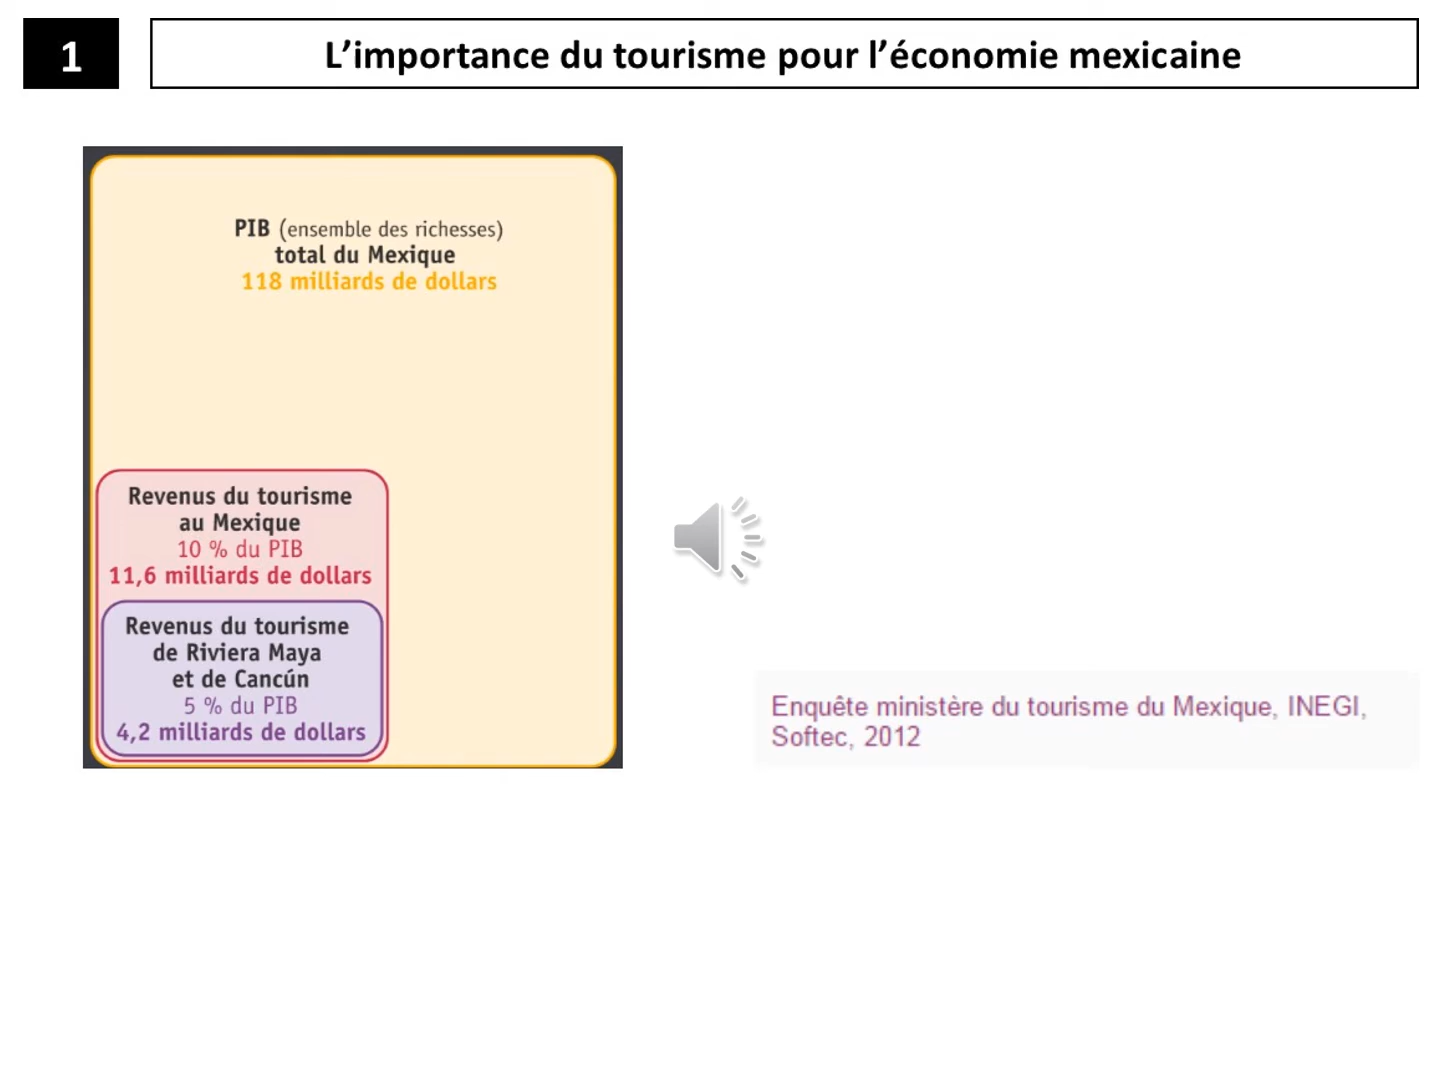 1
L’importance du tourisme pour l’économie mexicaine
PIB (ensemble des richesses)
total du Mexique
118 milliards de dollars
Revenus du tourisme
au Mexique
10 % du PIB
11,6 milliards de dollars
Revenus du tourisme
de Riviera Maya
et de Cancún
5 % du PIB
4,2 milliards de dollars
Enquête ministère du tourisme du Mexique, INEGI,
Softec, 2012